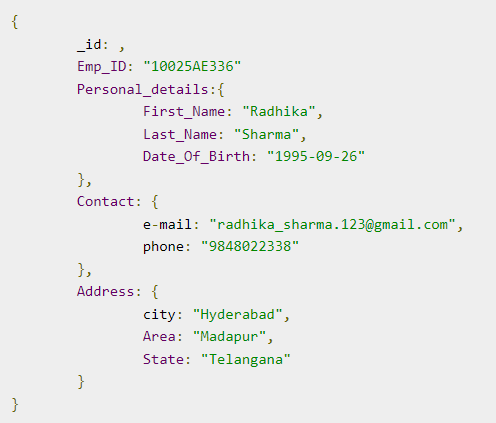 {
_id: ,
Emp_ID: "10025AE336"
Personal_details:{
First_Name: "Radhika",
Last_Name: "Sharma",
Date_Of_Birth: "1995-09-26"
},
Contact: {
e-mail: "radhika_sharma.123@gmail.com",
phone: "9848022338"
},
Address: {
city: "Hyderabad",
Area: "Madapur",
State: "Telangana"
}
}